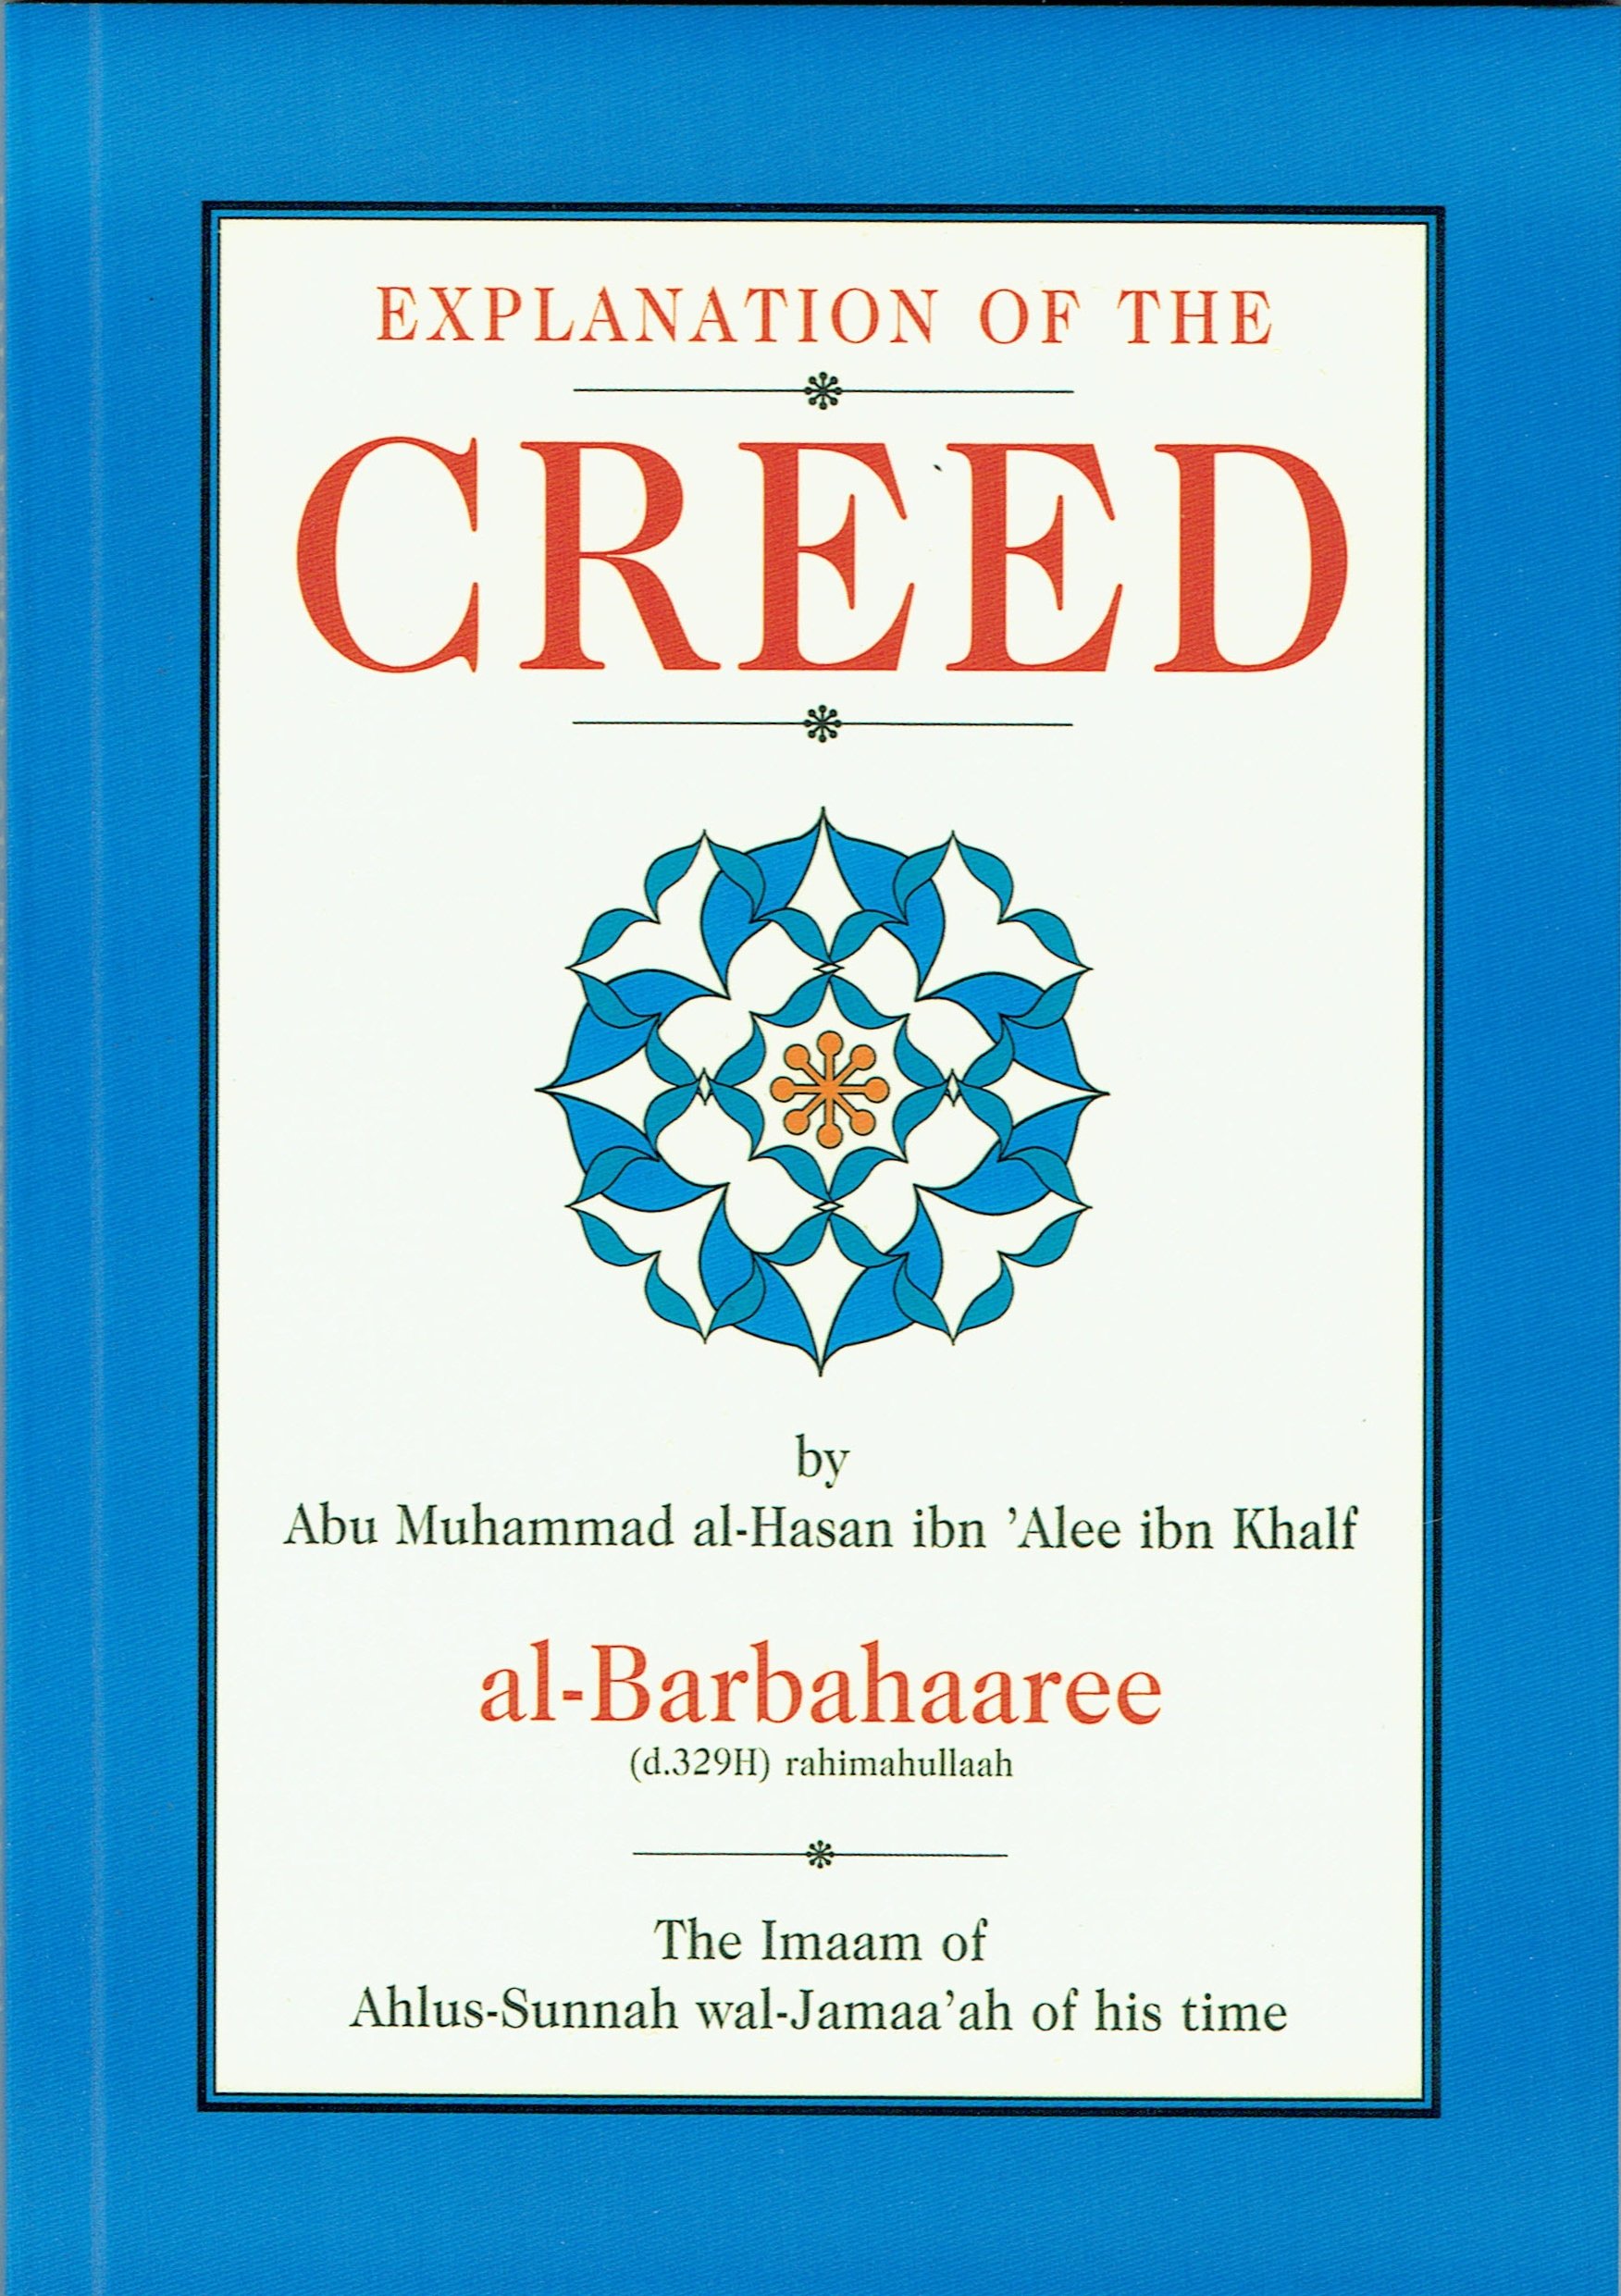 EXPLANATION OF THE
CREED
by
Abu Muhammad al-Hasan ibn 'Alee ibn Khalf
al-Barbahaaree
(d.329H) rahimahullaah
The Imaam of
Ahlus-Sunnah wal-Jamaa'ah of his time